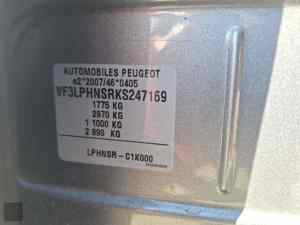 AUTOMOBILES PEUGEOT
e2*2007/46*0405
VF3LPHNSRKS247169
1775 KG
2970 KG
1 1000 KG
2 890 KG
LPHNSR-C1K000